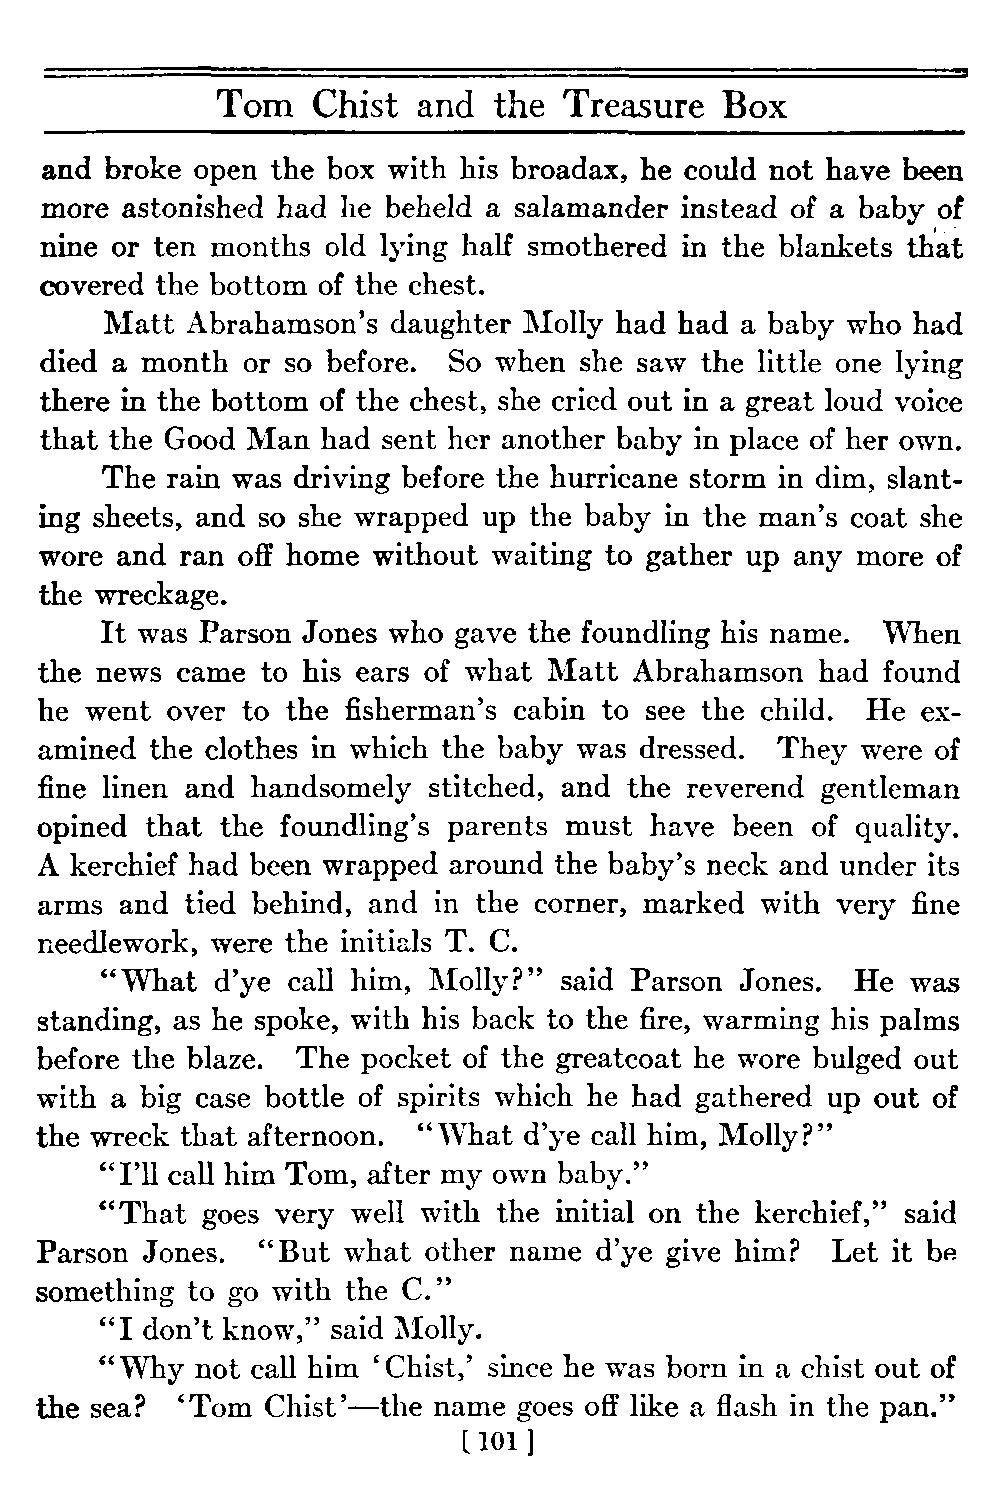 Tom Chist and the Treasure Box
and broke open the box with his broadax, he could not have been
more astonished had he beheld a salamander instead of a baby of
nine or ten months old lying half smothered in the blankets that
covered the bottom of the chest.
Matt Abrahamson's daughter Molly had had a baby who had
died a month or so before. So when she saw the little one lying
there in the bottom of the chest, she cried out in a great loud voice
that the Good Man had sent her another baby in place of her own.
The rain was driving before the hurricane storm in dim, slant-
ing sheets, and so she wrapped up the baby in the man's coat she
wore and ran off home without waiting to gather up any more of
the wreckage.
It was Parson Jones who gave the foundling his name. When
the news came to his ears of what Matt Abrahamson had found
he went over to the fisherman's cabin to see the child. He ex-
amined the clothes in which the baby was dressed. They were of
fine linen and handsomely stitched, and the reverend gentleman
opined that the foundling's parents must have been of quality.
A kerchief had been wrapped around the baby's neck and under its
arms and tied behind, and in the corner, marked with very fine
needlework, were the initials T. C.
"What d'ye call him, Molly?" said Parson Jones. He was
standing, as he spoke, with his back to the fire, warming his palms
before the blaze. The pocket of the greatcoat he wore bulged out
with a big case bottle of spirits which he had gathered up out of
the wreck that afternoon. "What d'ye call him, Molly?"
"I'll call him Tom, after my own baby."
"That goes very well with the initial on the kerchief," said
Parson Jones. "But what other name d'ye give him? Let it be
something to go with the C."
"I don't know," said Molly.
"Why not call him 'Chist,' since he was born in a chist out of
the sea? 'Tom Chist'—the name goes off like a flash in the pan."
[ 101 ]